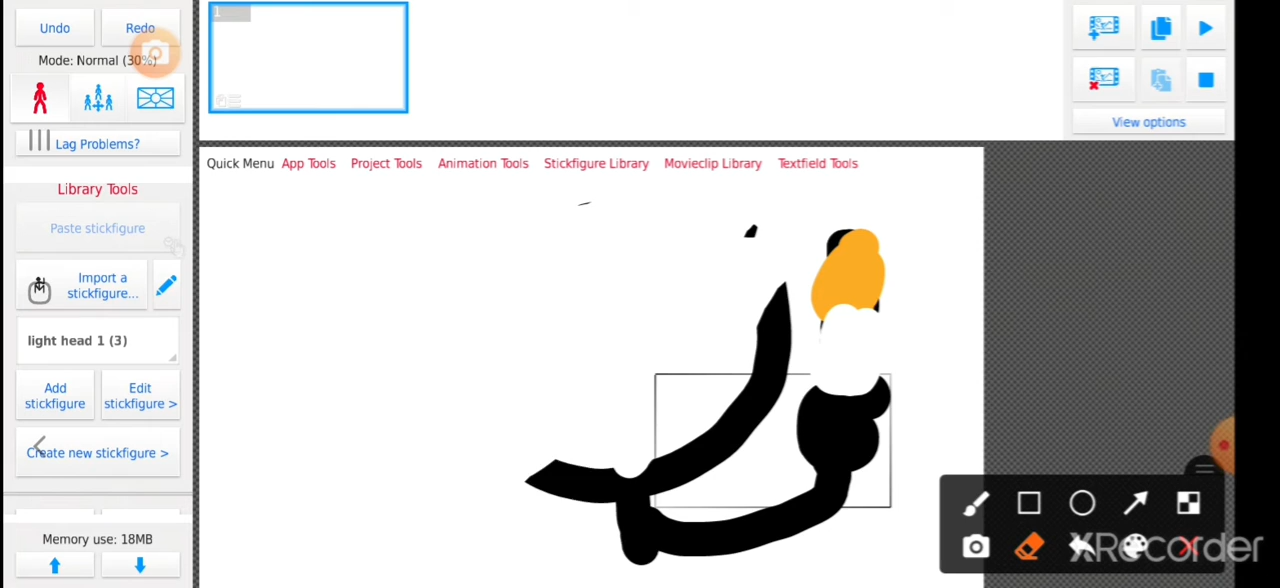 Undo Redo
1
Mode: Normal (30%)
Lag Problems?
View options
Quick Menu App Tools Project Tools Animation Tools Stickfigure Library Movieclip Library Textfield Tools
Library Tools
Paste stickfigure
Import a
stickfigure...
light head 1 (3)
Add
stickfigure
Edit
stickfigure >
Create new stickfigure >
Memory use: 18MB
XRecorder